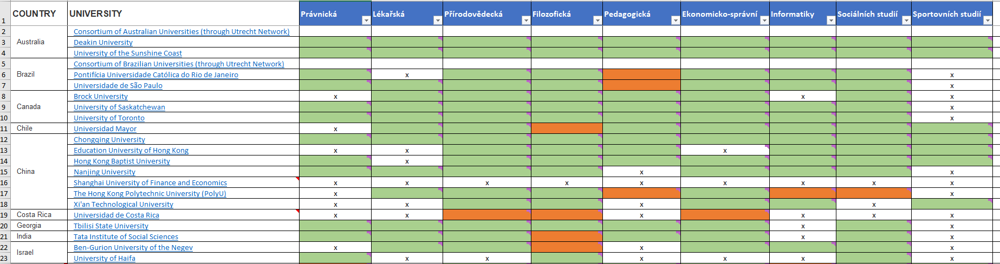 COUNTRY UNIVERSITY Právnická Lékařská Přírodovědecká Filozofická Pedagogická Ekonomicko-správní Informatiky Sociálních studií Sportovních studií
1
2 Consortium of Australian Universities (through Utrecht Network)
3 Australia Deakin University
4 University of the Sunshine Coast
5 Consortium of Brazilian Universities (through Utrecht Network)
6 Brazil Pontifícia Universidade Católica do Rio de Janeiro x x
7 Universidade de São Paulo x
8 Brock University x x x
9 Canada University of Saskatchewan x
10 University of Toronto x
11 Chile Universidad Mayor x
12 Chongqing University
13 Education University of Hong Kong x x x
14 Hong Kong Baptist University x
15 China Nanjing University x x
16 Shanghai University of Finance and Economics x x x x x x x x x
17 The Hong Kong Polytechnic University (PolyU) x x
18 Xi'an Technological University x x x x
19 Costa Rica Universidad de Costa Rica x x x x x x
20 Georgia Tbilisi State University x x
21 India Tata Institute of Social Sciences x x
22 Israel Ben-Gurion University of the Negev x x x
23 University of Haifa x x x x x x